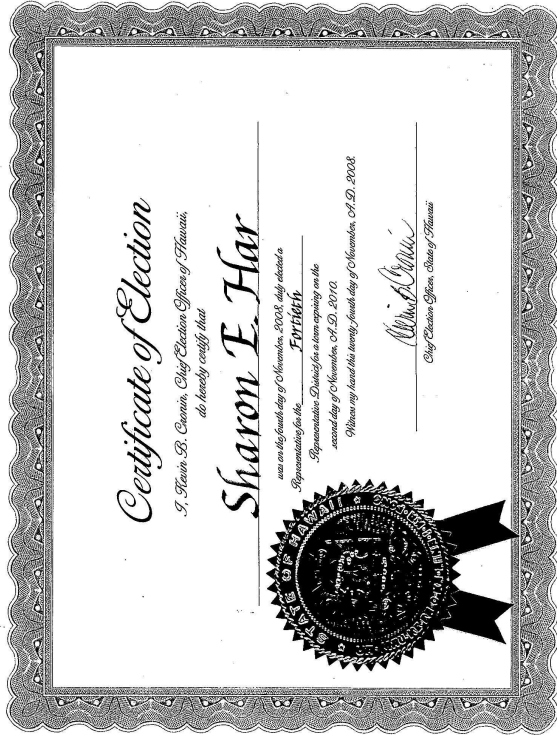 Certificate of Election
I, Kevin B. Cronin, Chief Election Officer of Hawaii,
do hereby certify that
Sharon E. Har
was on the fourth day of November, 2008, duly elected a
Representative for the Fortieth
Representative District for a term expiring on the
second day of November, A.D. 2010.
Witness my hand this twenty fourth day of November, A.D. 2008.
Chief Election Officer, State of Hawaii
STATE OF HAWAII